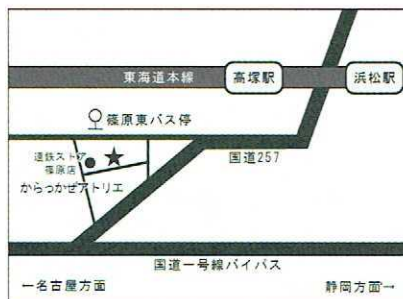 東海道本線
高塚駅
浜松駅
篠原東バス停
遠鉄ストア
篠原店
国道257
からっかぜアトリエ
国道一号線バイパス
←名古屋方面
静岡方面→